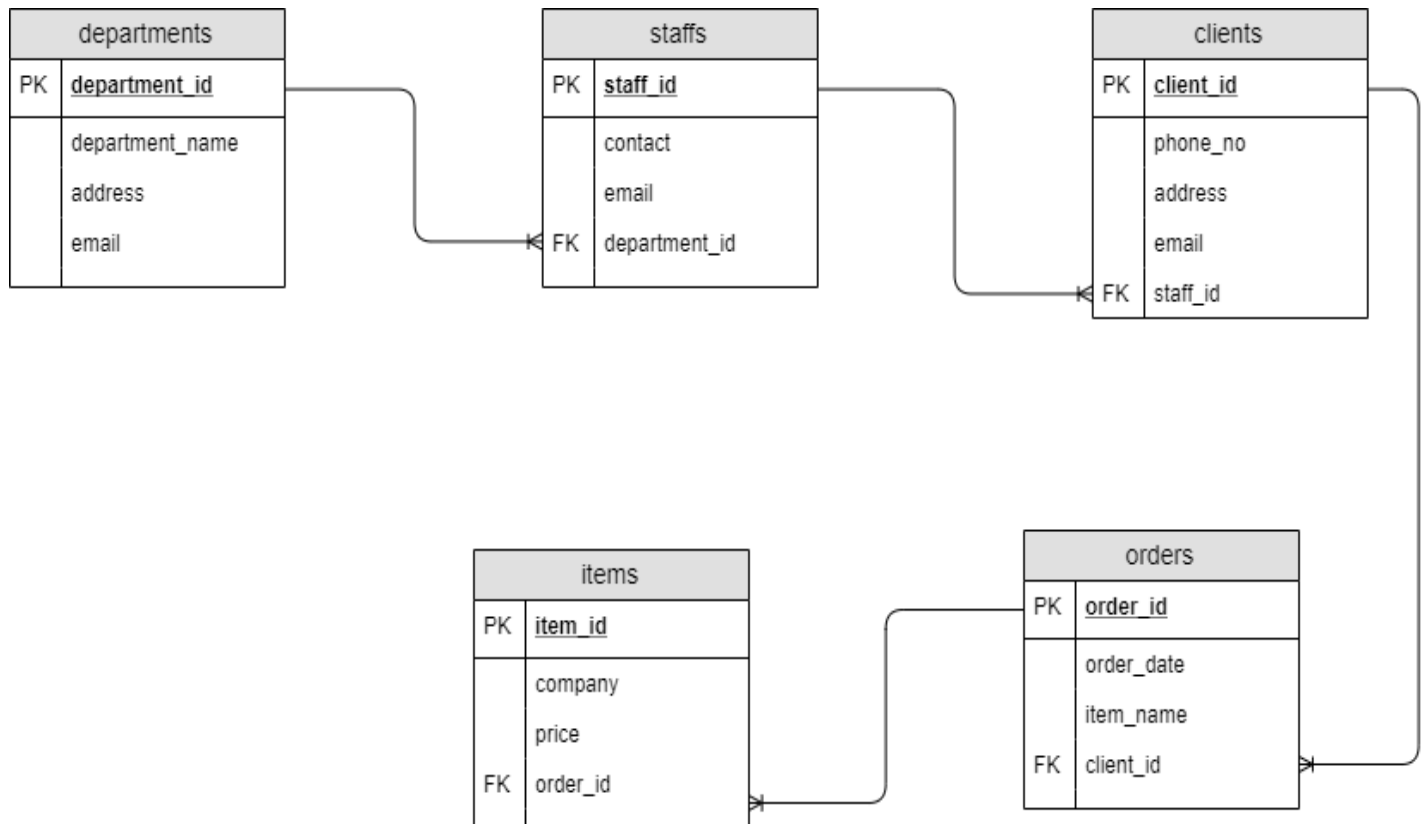 departments
PK department_id
department_name
address
email
staffs
PK staff_id
contact
email
FK department_id
clients
PK client_id
phone_no
address
email
FK staff_id
items
PK item_id
company
price
FK order_id
orders
PK order_id
order_date
item_name
FK client_id